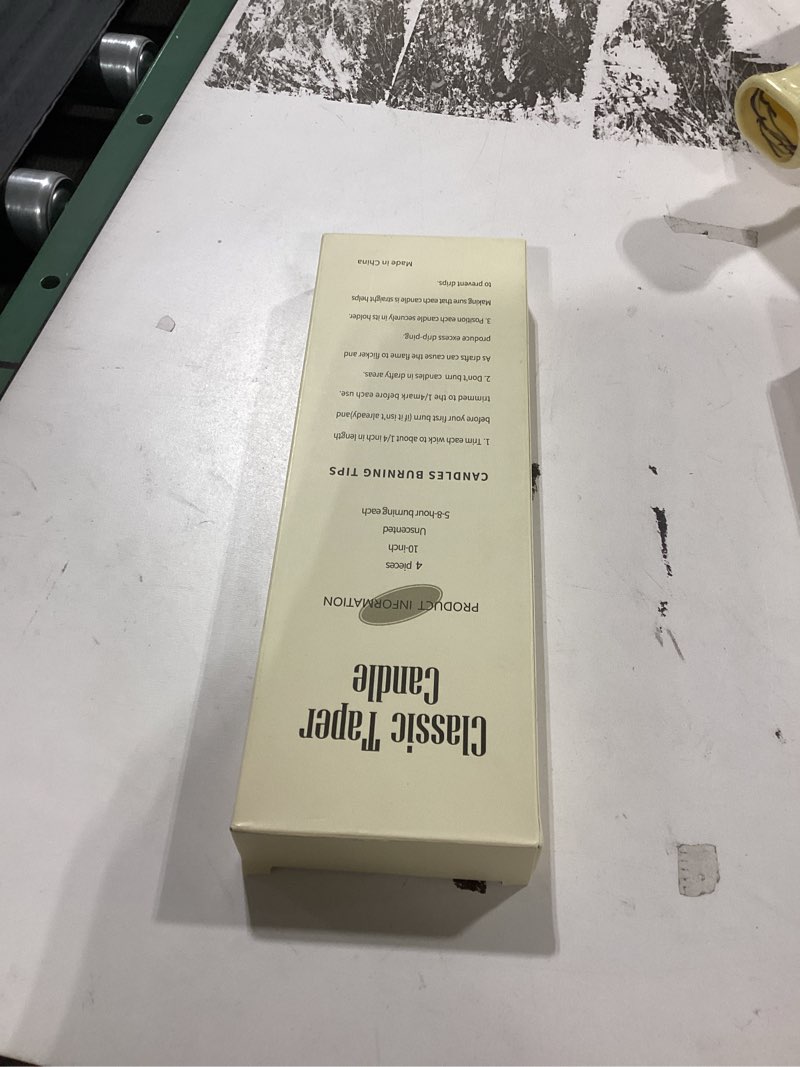 Classic Taper
Candle
PRODUCT INFORMATION
4 pieces
10-inch
Unscented
5-8-hour burning each
CANDLES BURNING TIPS
1. Trim each wick to about 1/4 inch in length
before your first burn (if it isn't already)and
trimmed to the 1/4mark before each use.
2. Don't burn candles in drafty areas.
As drafts can cause the flame to flicker and
produce excess drip-ping.
3. Position each candle securely in its holder.
Making sure that each candle is straight helps
to prevent drips.
Made in China